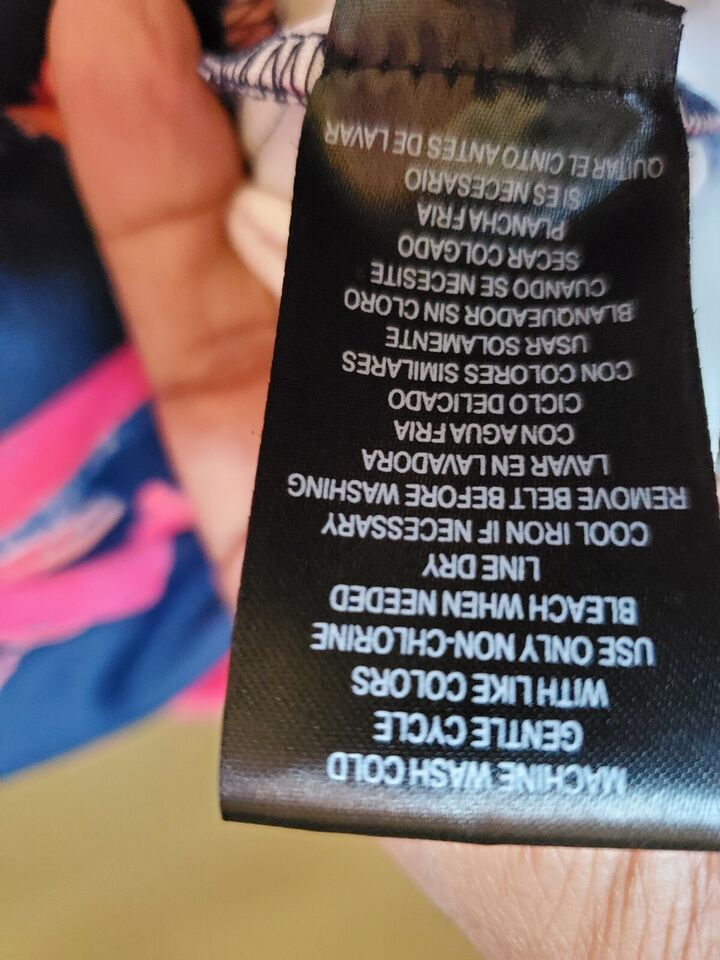 MACHINE WASH COLD
GENTLE CYCLE
WITH LIKE COLORS
USE ONLY NON-CHLORINE
BLEACH WHEN NEEDED
LINE DRY
COOL IRON IF NECESSARY
REMOVE BELT BEFORE WASHING
LAVAR EN LAVADORA
CON AGUA FRIA
CICLO DELICADO
CON COLORES SIMILARES
USAR SOLAMENTE
BLANQUEADOR SIN CLORO
CUANDO SE NECESITE
SECAR COLGADO
PLANCHA FRIA
SI ES NECESARIO
QUITAR EL CINTO ANTES DE LAVAR